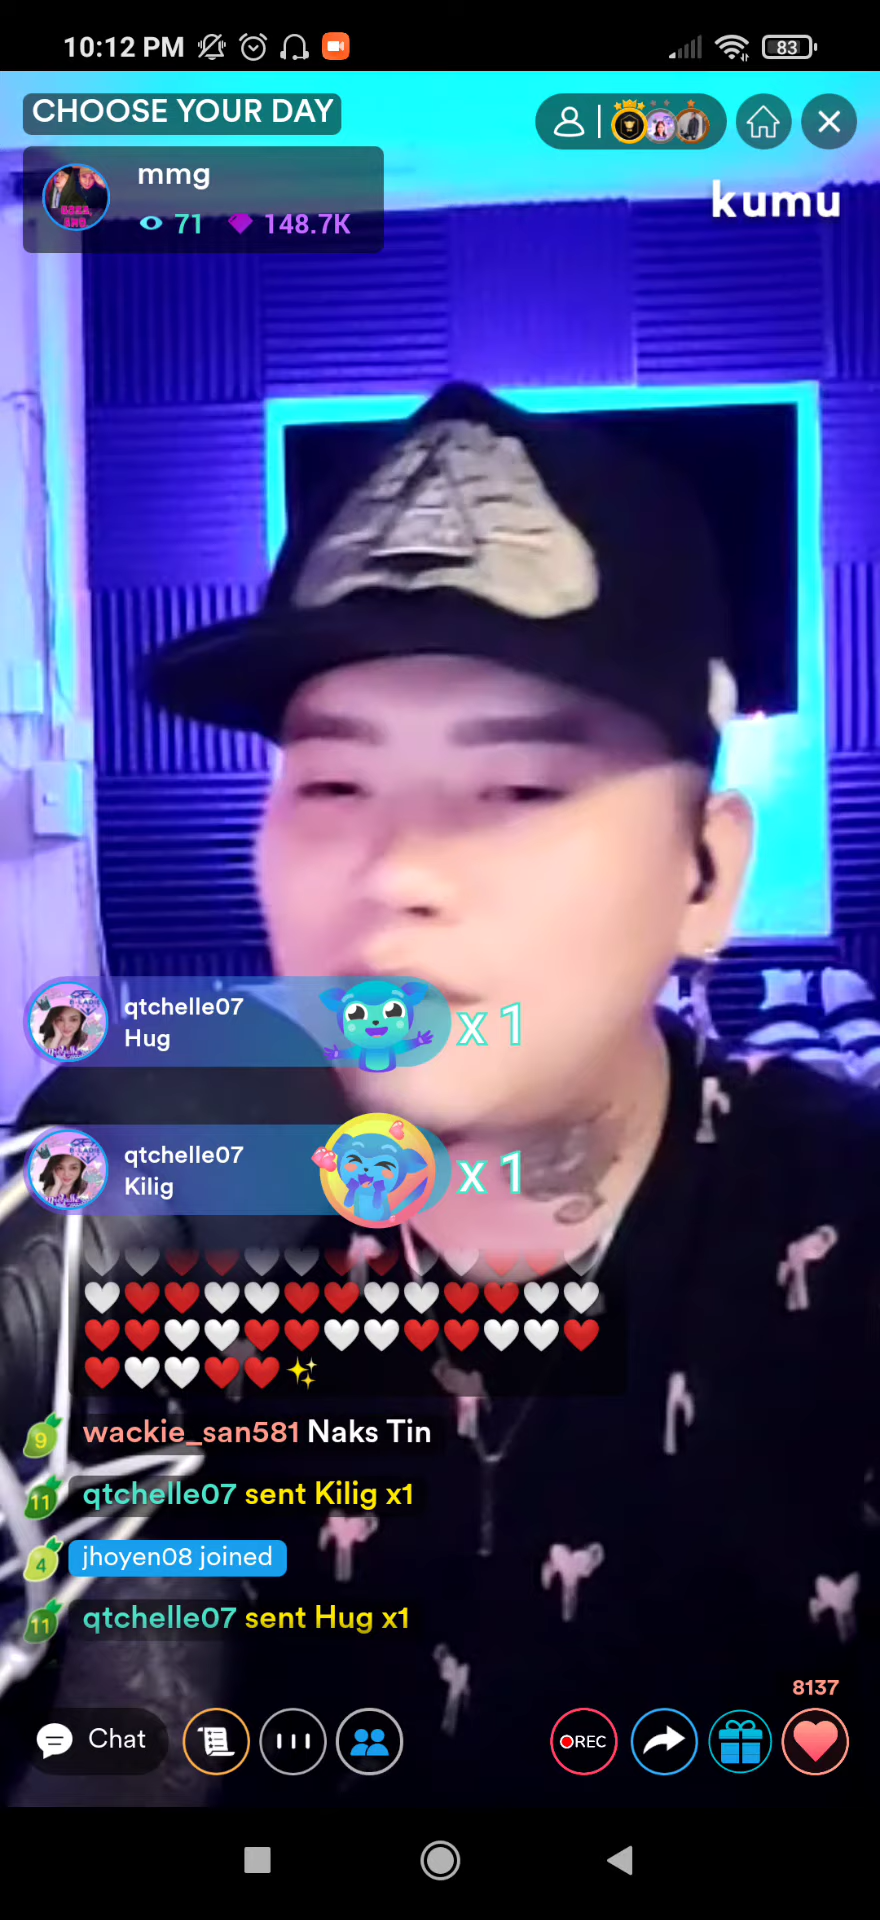 10:12 PM
83
CHOOSE YOUR DAY
mmg
71
148.7K
kumu
qtchelle07
Hug
x 1
qtchelle07
Kilig
x 1
9 wackie_san581 Naks Tin
11 qtchelle07 sent Kilig x1
4 jhoyen08 joined
11 qtchelle07 sent Hug x1
8137
Chat
REC